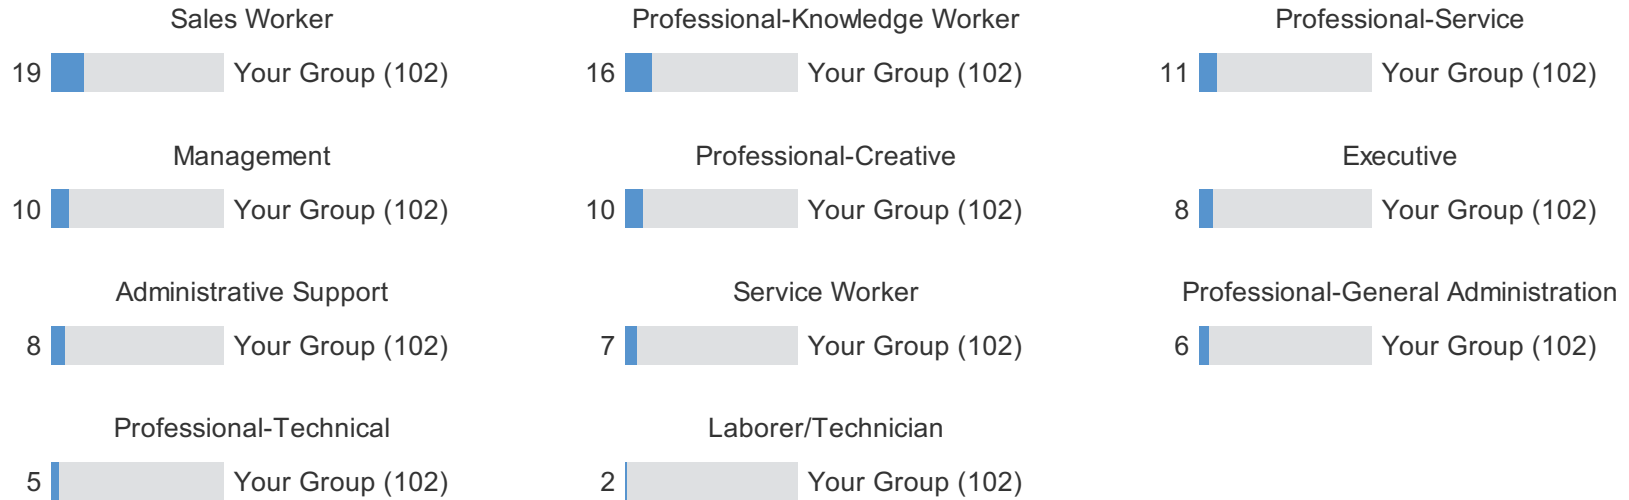 Sales Worker
19 Your Group (102)
Professional-Knowledge Worker
16 Your Group (102)
Professional-Service
11 Your Group (102)
Management
10 Your Group (102)
Professional-Creative
10 Your Group (102)
Executive
8 Your Group (102)
Administrative Support
8 Your Group (102)
Service Worker
7 Your Group (102)
Professional-General Administration
6 Your Group (102)
Professional-Technical
5 Your Group (102)
Laborer/Technician
2 Your Group (102)